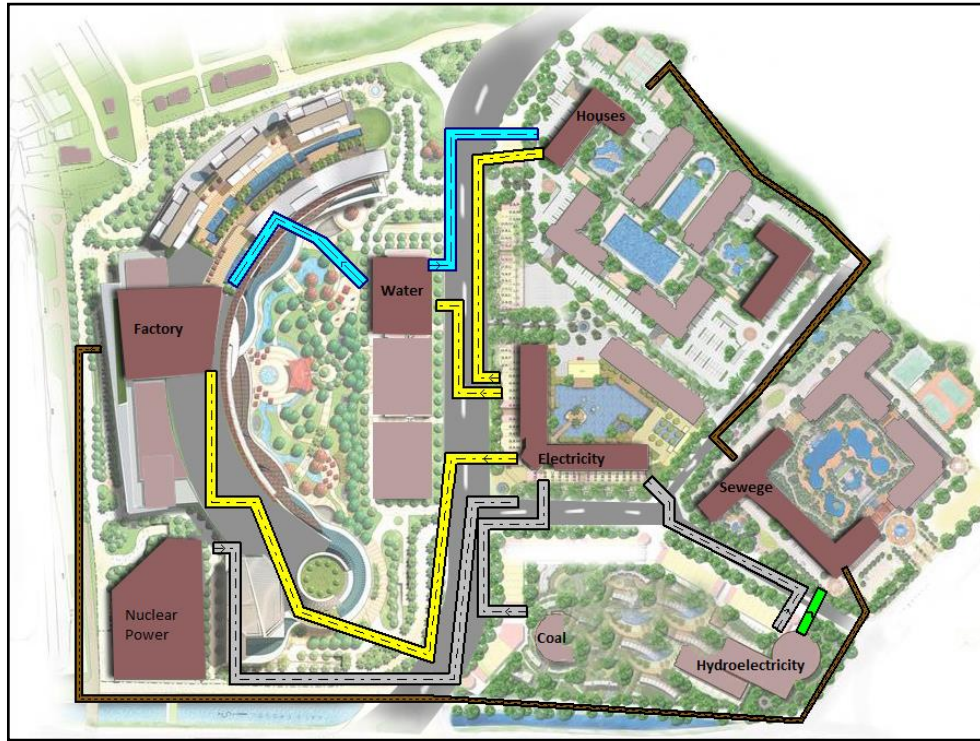 Houses
Water
Factory
Electricity
Sewege
Nuclear
Power
Coal
Hydroelectricity